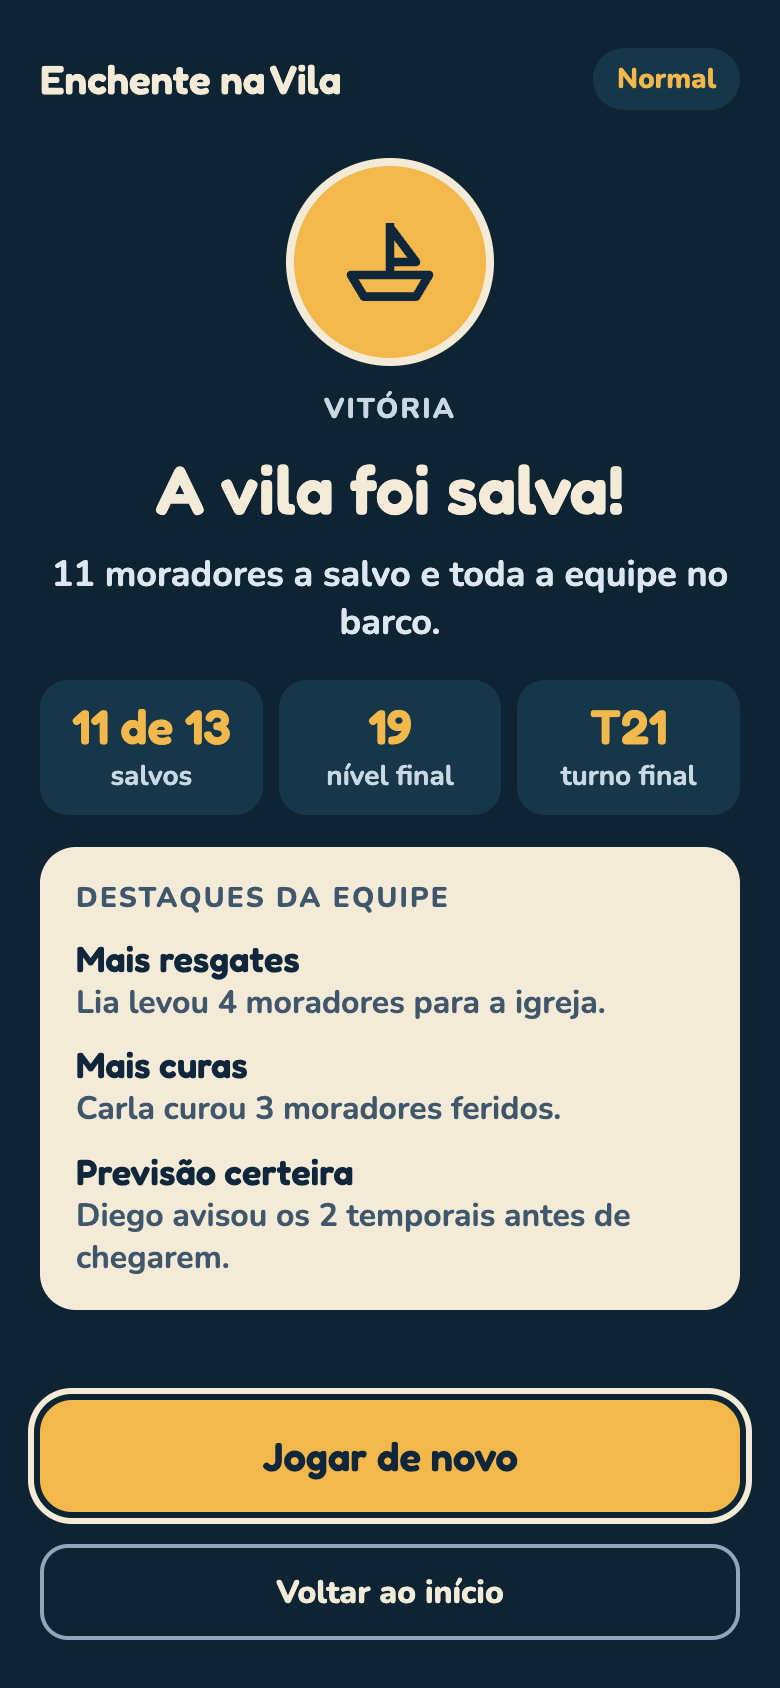 Enchente na Vila
Normal
VITÓRIA
A vila foi salva!
11 moradores a salvo e toda a equipe no
barco.
11 de 13
salvos
19
nível final
T21
turno final
DESTAQUES DA EQUIPE
Mais resgates
Lia levou 4 moradores para a igreja.
Mais curas
Carla curou 3 moradores feridos.
Previsão certeira
Diego avisou os 2 temporais antes de
chegarem.
Jogar de novo
Voltar ao início